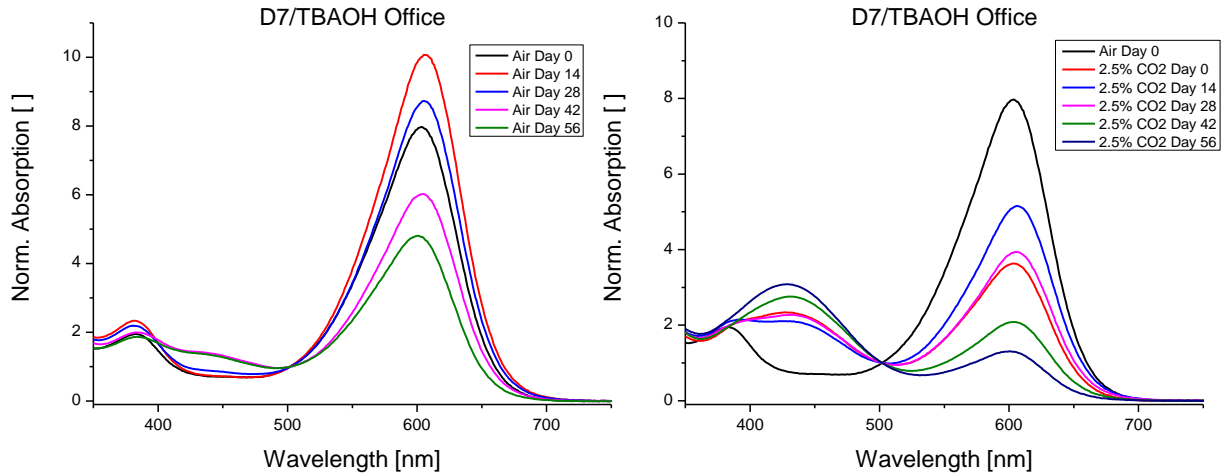 D7/TBAOH Office
10
8
6
4
2
0
Norm. Absorption [ ]
400
500
600
700
Wavelength [nm]
Air Day 0
Air Day 14
Air Day 28
Air Day 42
Air Day 56
D7/TBAOH Office
10
8
6
4
2
0
Norm. Absorption [ ]
400
500
600
700
Wavelength [nm]
Air Day 0
2.5% CO2 Day 0
2.5% CO2 Day 14
2.5% CO2 Day 28
2.5% CO2 Day 42
2.5% CO2 Day 56